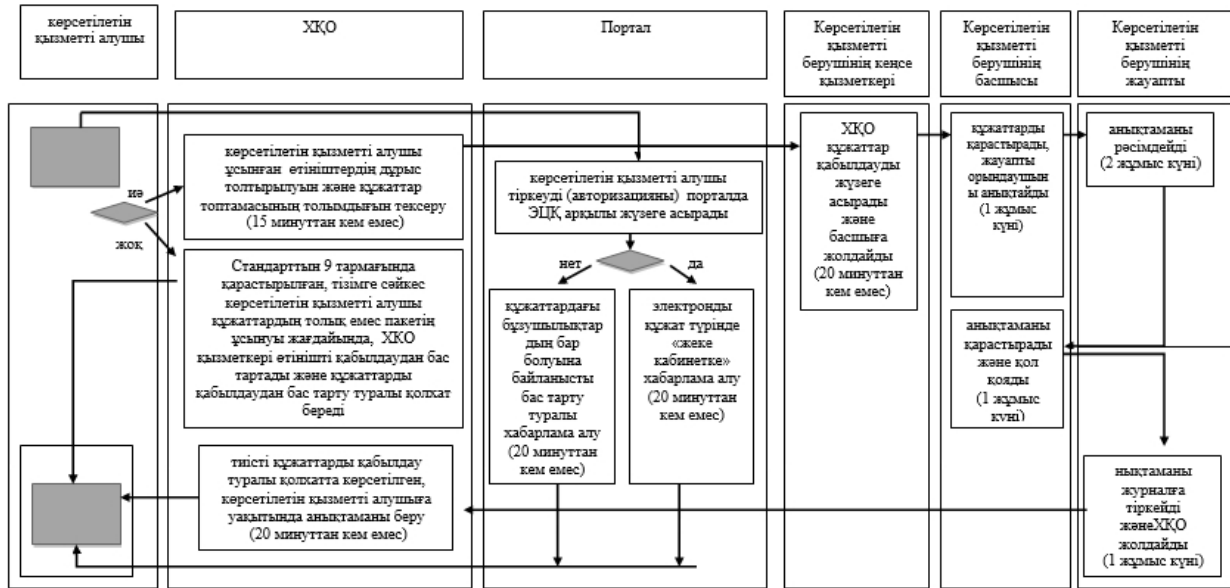 көрсетілетін
қызметті алушы
ХҚО
Портал
Көрсетілетін
қызметті
берушінің кеңсе
қызметкері
Көрсетілетін
қызметті
берушінің
басшысы
Көрсетілетін
қызметті
берушінің
жауапты
иә
жоқ
көрсетілетін қызметті алушы
ұсынған өтініштердің дұрыс
толтырылуын және құжаттар
топтамасының толымдығын тексеру
(15 минуттан кем емес)
Стандарттын 9 тармағында
қарастырылған, тізімге сәйкес
көрсетілетін қызметті алушы
құжаттардың толық емес пакетін
ұсынуы жағдайында, ХКО
қызметкері өтінішті қабылдаудан бас
тартады және құжаттарды
қабылдаудан бас тарту туралы қолхат
береді
тиісті құжаттарды қабылдау
туралы қолхатта көрсетілген,
көрсетілетін қызметті алушыға
уақытында анықтаманы беру
(20 минуттан кем емес)
көрсетілетін қызметті алушы
тіркеуді (авторизацияны) порталда
ЭЦҚ арқылы жүзеге асырады
нет
да
құжаттардағы
бұзушылықтар
дың бар
болуына
байланысты
бас тарту
туралы
хабарлама алу
(20 минуттан
кем емес)
электронды
құжат түрінде
«жеке
кабинетке»
хабарлама алу
(20 минуттан
кем емес)
ХҚО
құжаттар
қабылдауды
жүзеге
асырады
және
басшыға
жолдайды
(20 минуттан
кем емес)
құжаттарды
қарастырады,
жауапты
орындаушын
ы анықтайды
(1 жұмыс
күні)
анықтаманы
қарастырады
және қол
қояды
(1 жұмыс
күні)
анықтаманы
рәсімдейді
(2 жұмыс күні)
нықтаманы
журналға
тіркейді
жәнеХҚО
жолдайды
(1 жұмыс күні)